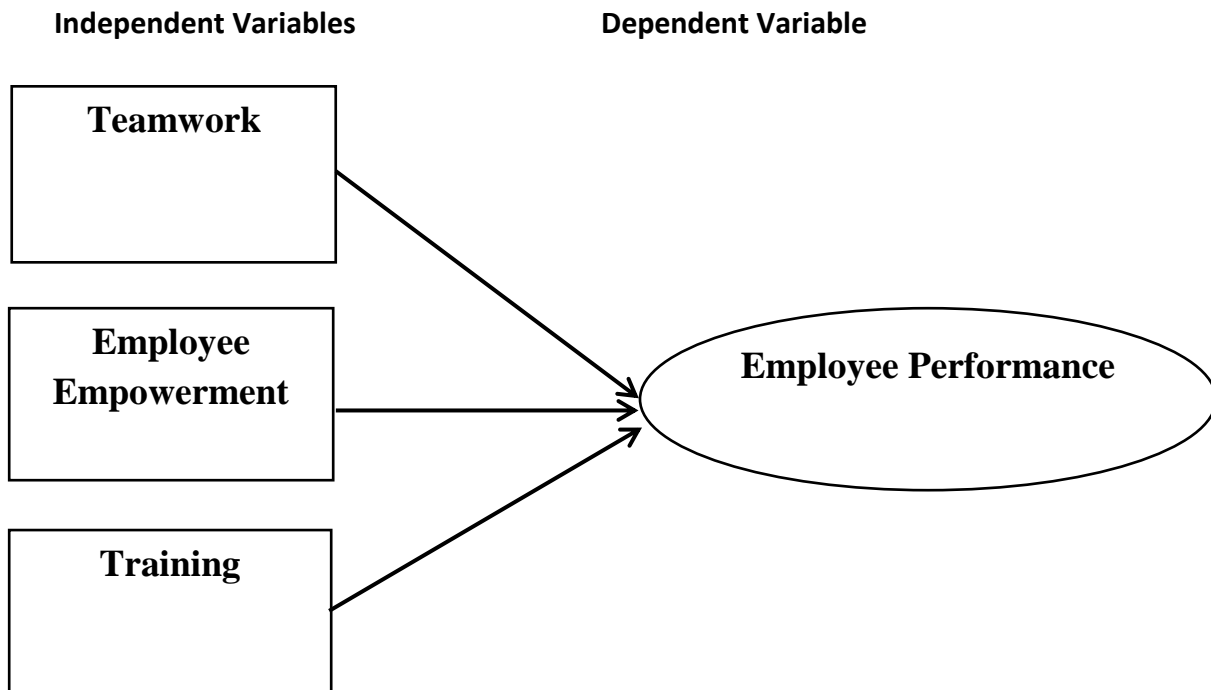 Independent Variables
Dependent Variable
Teamwork
Employee
Empowerment
Employee Performance
Training